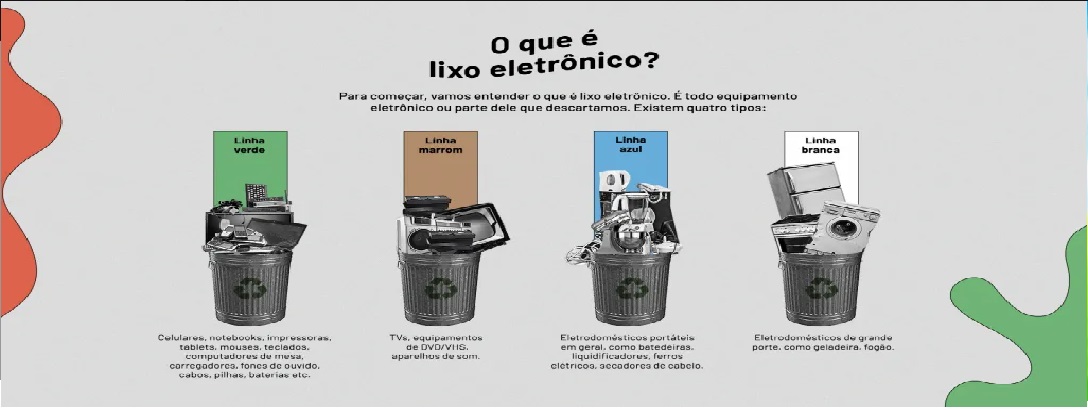 O que é
lixo eletrônico?
Para começar, vamos entender o que é lixo eletrônico. É todo equipamento
eletrônico ou parte dele que descartamos. Existem quatro tipos:
Linha
verde
Celulares, notebooks, impressoras,
tablets, mouses, teclados,
computadores de mesa,
carregadores, fones de ouvido,
cabos, pilhas, baterias etc.
Linha
marrom
TVs, equipamentos
de DVD/VHS,
aparelhos de som.
Linha
azul
Eletrodomésticos portáteis
em geral, como batedeiras,
liquidificadores, ferros
elétricos, secadores de cabelo.
Linha
branca
Eletrodomésticos de grande
porte, como geladeira, fogão.